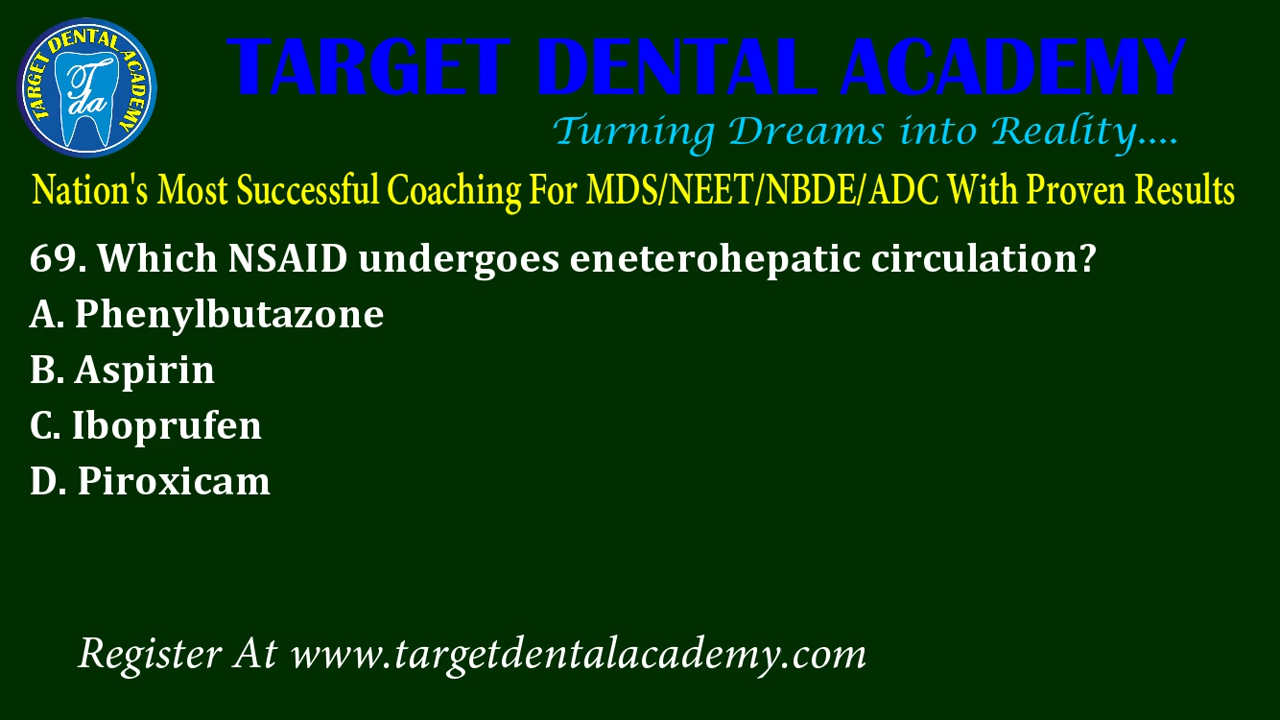 TARGET DENTAL ACADEMY
Tda
TARGET DENTAL ACADEMY
Turning Dreams into Reality....
Nation's Most Successful Coaching For MDS/NEET/NBDE/ADC With Proven Results
69. Which NSAID undergoes eneterohepatic circulation?
A. Phenylbutazone
B. Aspirin
C. Iboprufen
D. Piroxicam
Register At www.targetdentalacademy.com